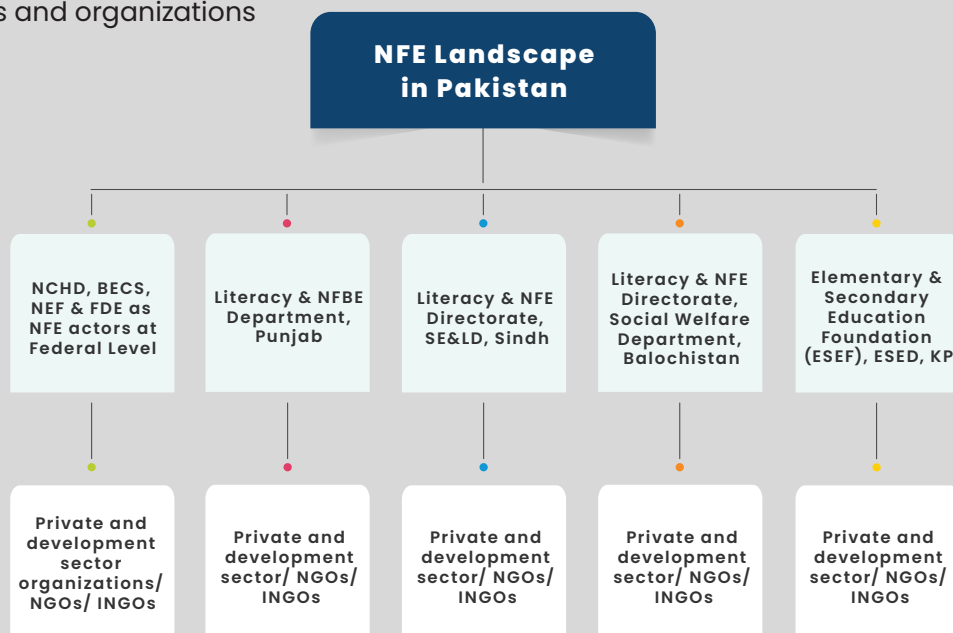 s and organizations
NFE Landscape
in Pakistan
NCHD, BECS,
NEF & FDE as
NFE actors at
Federal Level
Literacy & NFBE
Department,
Punjab
Literacy & NFE
Directorate,
SE&LD, Sindh
Literacy & NFE
Directorate,
Social Welfare
Department,
Balochistan
Elementary &
Secondary
Education
Foundation
(ESEF), ESED, KP
Private and
development
sector
organizations/
NGOs/ INGOs
Private and
development
sector/ NGOs/
INGOs
Private and
development
sector/ NGOs/
INGOs
Private and
development
sector/ NGOs/
INGOs
Private and
development
sector/ NGOs/
INGOs